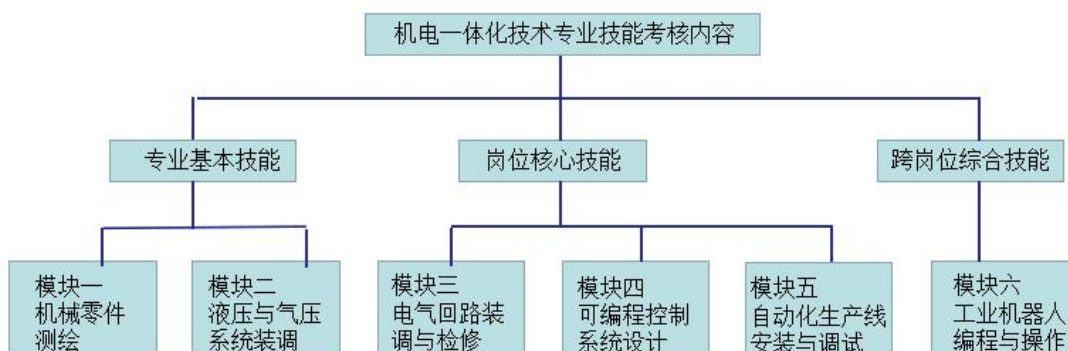 机电一体化技术专业技能考核内容
专业基本技能
岗位核心技能
跨岗位综合技能
模块一
机械零件
测绘
模块二
液压与气压
系统装调
模块三
电气回路装
调与检修
模块四
可编程控制
系统设计
模块五
自动化生产线
安装与调试
模块六
工业机器人
编程与操作